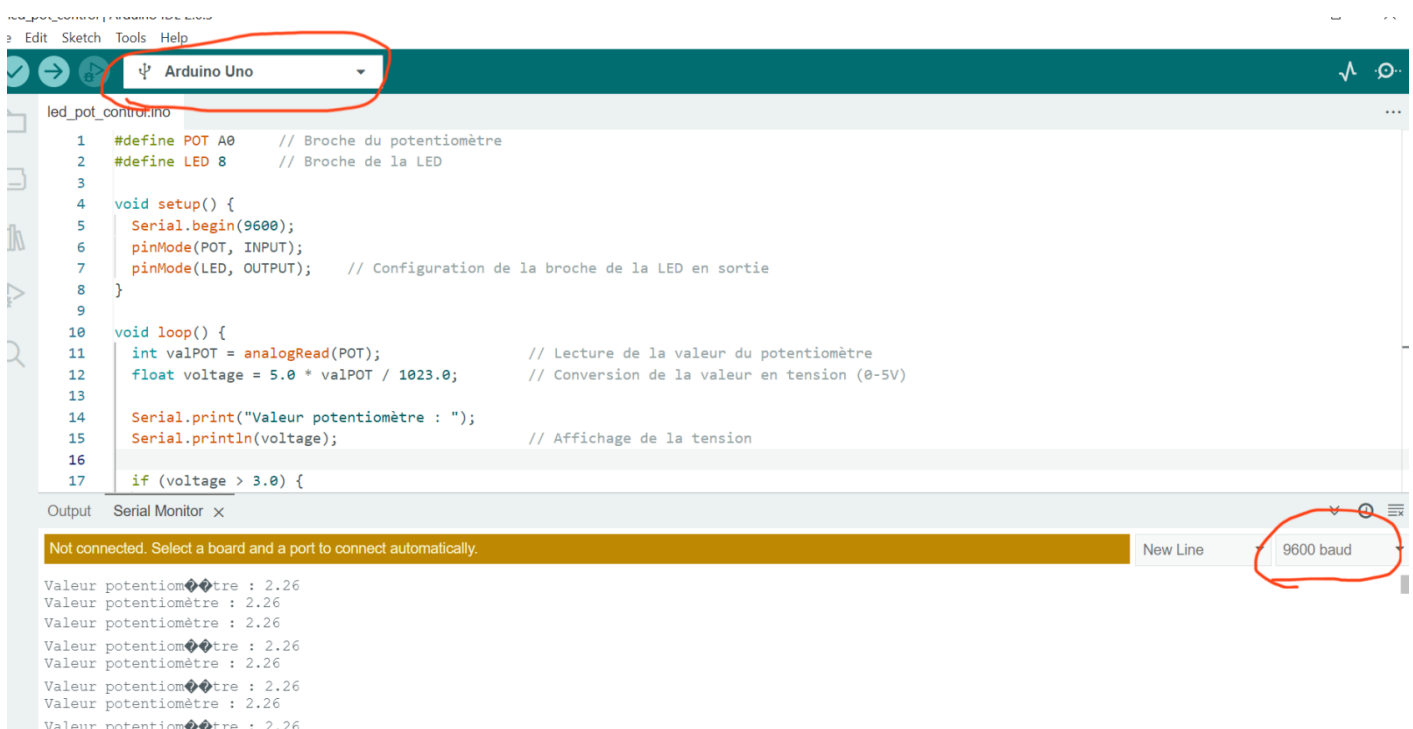 Edit Sketch Tools Help
Arduino Uno
led_pot_control.ino
1 #define POT A0 // Broche du potentiomètre
2 #define LED 8 // Broche de la LED
3
4 void setup() {
5 Serial.begin(9600);
6 pinMode(POT, INPUT);
7 pinMode(LED, OUTPUT); // Configuration de la broche de la LED en sortie
8 }
9
10 void loop() {
11 int valPOT = analogRead(POT); // Lecture de la valeur du potentiomètre
12 float voltage = 5.0 * valPOT / 1023.0; // Conversion de la valeur en tension (0-5V)
13
14 Serial.print("Valeur potentiomètre : ");
15 Serial.println(voltage); // Affichage de la tension
16
17 if (voltage > 3.0) {
Output Serial Monitor x
Not connected. Select a board and a port to connect automatically. New Line 9600 baud
Valeur potentiom��tre : 2.26
Valeur potentiomètre : 2.26
Valeur potentiomètre : 2.26
Valeur potentiom��tre : 2.26
Valeur potentiomètre : 2.26
Valeur potentiom��tre : 2.26
Valeur potentiomètre : 2.26
Valeur potentiom��tre : 2.26